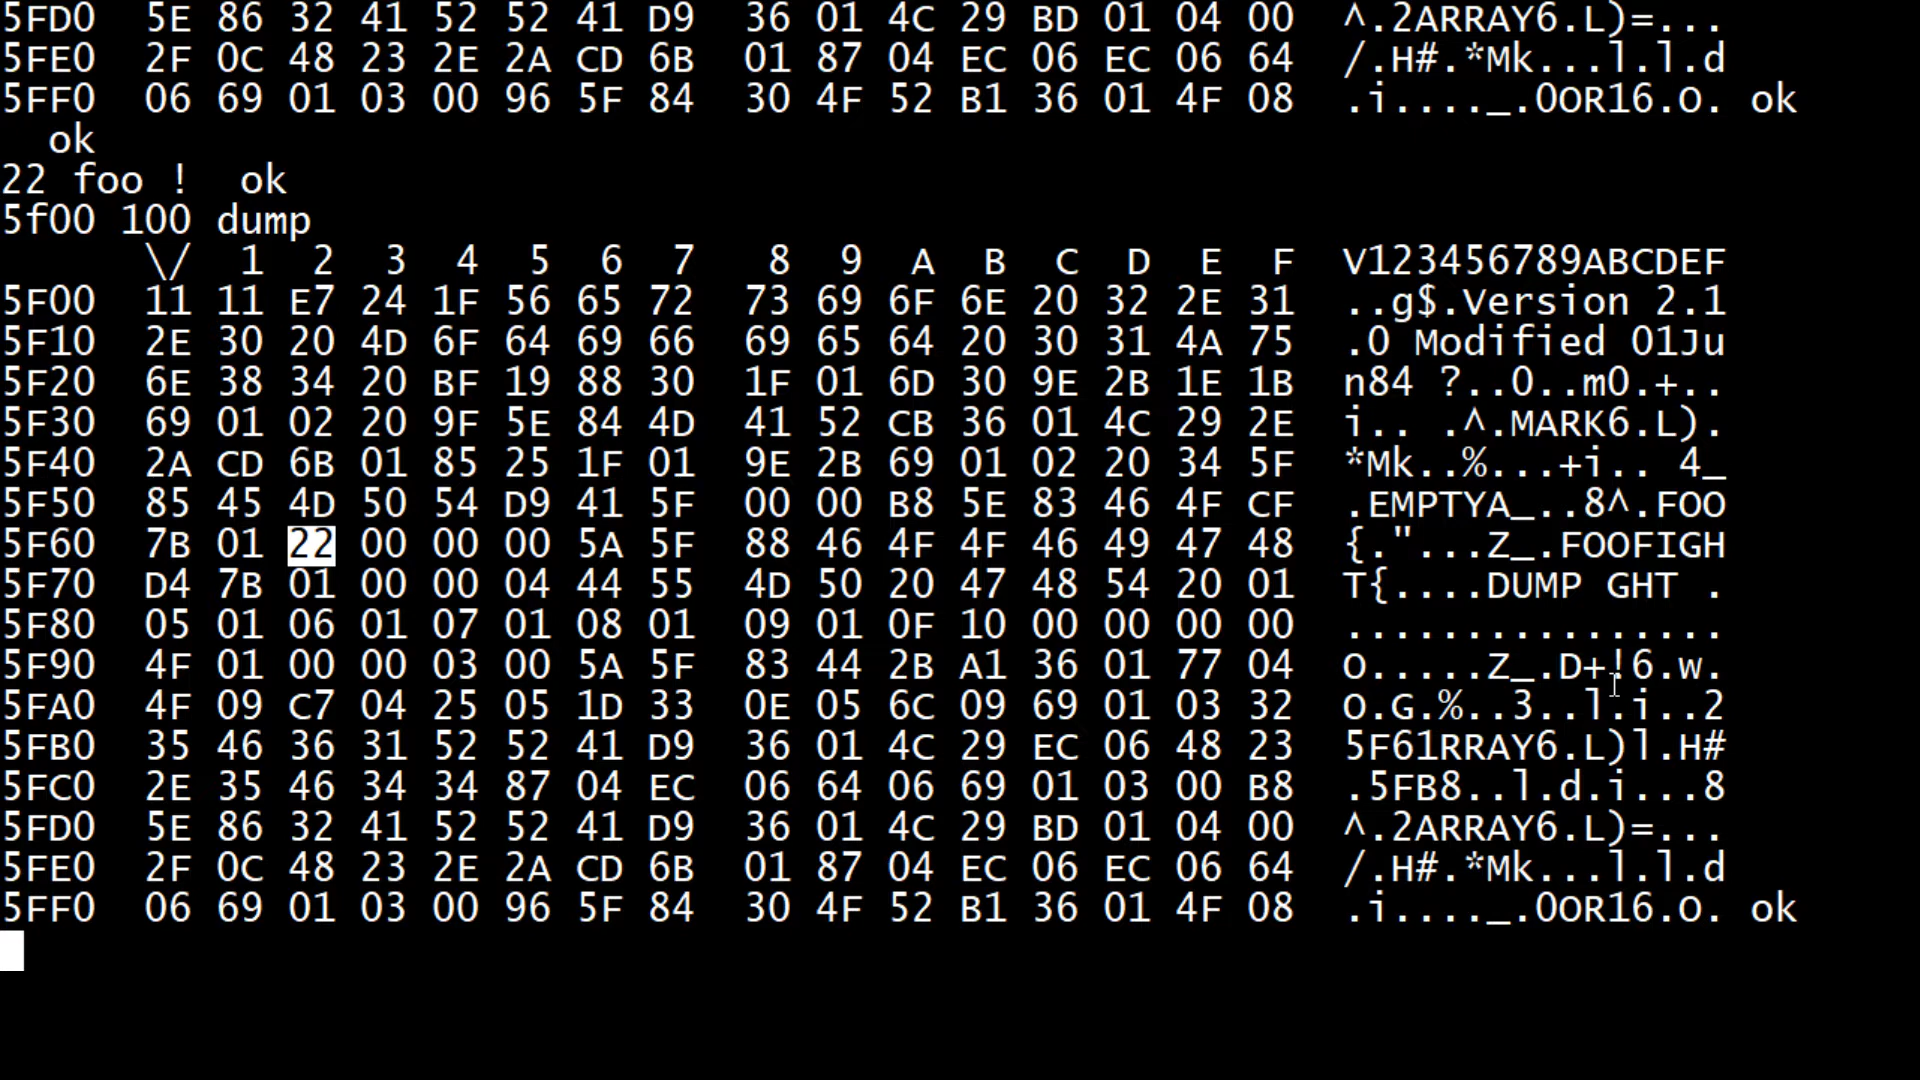 5FD0 5E 86 32 41 52 52 41 D9 36 01 4C 29 BD 01 04 00 ^.2ARRAY6.L)=...
5FE0 2F 0C 48 23 2E 2A CD 6B 01 87 04 EC 06 EC 06 64 /.H#.*Mk...l.l.d
5FF0 06 69 01 03 00 96 5F 84 30 4F 52 B1 36 01 4F 08 .i...._.0OR16.O. ok
ok
22 foo ! ok
5f00 100 dump
\/ 1 2 3 4 5 6 7 8 9 A B C D E F V123456789ABCDEF
5F00 11 11 E7 24 1F 56 65 72 73 69 6F 6E 20 32 2E 31 ..g$.Version 2.1
5F10 2E 30 20 4D 6F 64 69 66 69 65 64 20 30 31 4A 75 .0 Modified 01Ju
5F20 6E 38 34 20 BF 19 88 30 1F 01 6D 30 9E 2B 1E 1B n84 ?..0..m0.+..
5F30 69 01 02 20 9F 5E 84 4D 41 52 CB 36 01 4C 29 2E i.. .^.MARK6.L).
5F40 2A CD 6B 01 85 25 1F 01 9E 2B 69 01 02 20 34 5F *Mk..%...+i.. 4_
5F50 85 45 4D 50 54 D9 41 5F 00 00 B8 5E 83 46 4F CF .EMPTYA_..8^.FOO
5F60 7B 01 22 00 00 00 5A 5F 88 46 4F 4F 46 49 47 48 {."...Z_.FOOFIGH
5F70 D4 7B 01 00 00 04 44 55 4D 50 20 47 48 54 20 01 T{....DUMP GHT .
5F80 05 01 06 01 07 01 08 01 09 01 0F 10 00 00 00 00 ................
5F90 4F 01 00 00 03 00 5A 5F 83 44 2B A1 36 01 77 04 O.....Z_.D+!6.w.
5FA0 4F 09 C7 04 25 05 1D 33 0E 05 6C 09 69 01 03 32 O.G.%..3..l.i..2
5FB0 35 46 36 31 52 52 41 D9 36 01 4C 29 EC 06 48 23 5F61RRAY6.L)l.H#
5FC0 2E 35 46 34 34 87 04 EC 06 64 06 69 01 03 00 B8 .5FB8..l.d.i...8
5FD0 5E 86 32 41 52 52 41 D9 36 01 4C 29 BD 01 04 00 ^.2ARRAY6.L)=...
5FE0 2F 0C 48 23 2E 2A CD 6B 01 87 04 EC 06 EC 06 64 /.H#.*Mk...l.l.d
5FF0 06 69 01 03 00 96 5F 84 30 4F 52 B1 36 01 4F 08 .i...._.0OR16.O. ok